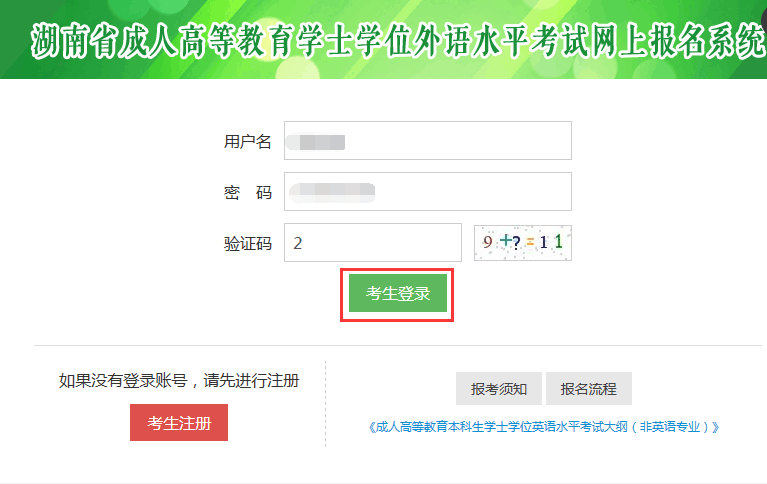 湖南省成人高等教育学士学位外语水平考试网上报名系统
用户名
密 码
验证码 2 9+?=11
考生登录
如果没有登录账号，请先进行注册
考生注册
报考须知 报名流程
《成人高等教育本科生学士学位英语水平考试大纲（非英语专业）》